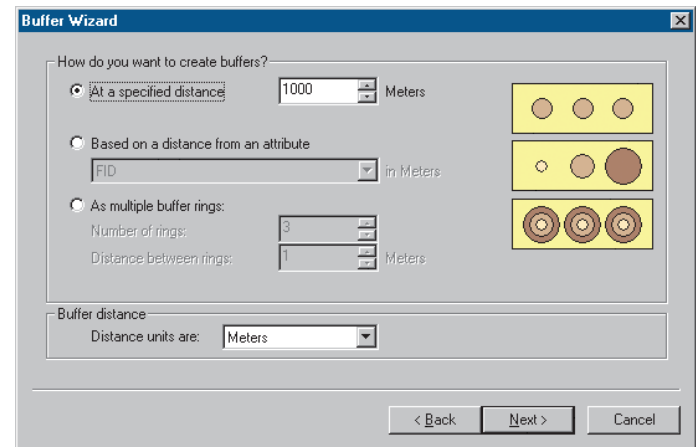 Buffer Wizard
How do you want to create buffers?
At a specified distance 1000 Meters
Based on a distance from an attribute
FID in Meters
As multiple buffer rings:
Number of rings: 3
Distance between rings: 1 Meters
Buffer distance
Distance units are: Meters
< Back Next > Cancel